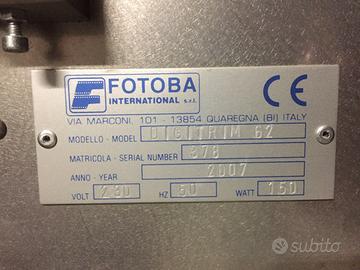 FOTOBA
INTERNATIONAL s.r.l.
CE
VIA MARCONI, 101 - 13854 QUAREGNA (BI) ITALY
MODELLO - MODEL DIGITRIM 62
MATRICOLA - SERIAL NUMBER 378
ANNO - YEAR 2007
VOLT 230 HZ 60 WATT 150
subito